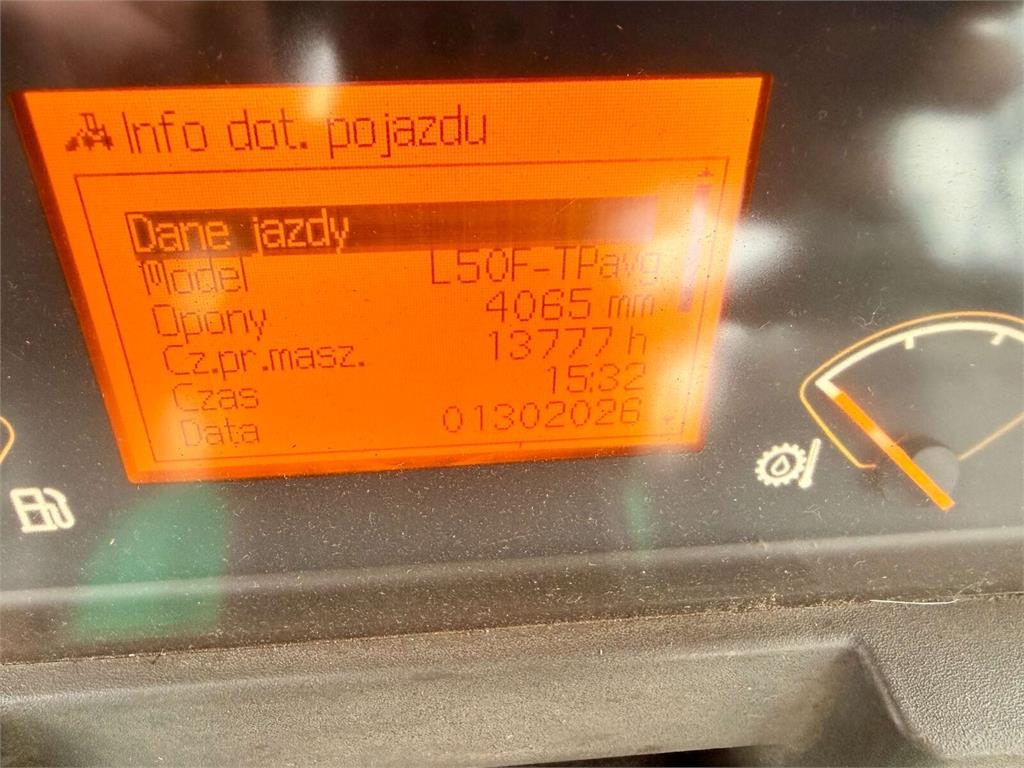 Info dot. pojazdu
Dane jazdy
Model L50F-TPavg
Opony 4065 mm
Cz.pr.masz. 13777 h
Czas 15:32
Data 01302026